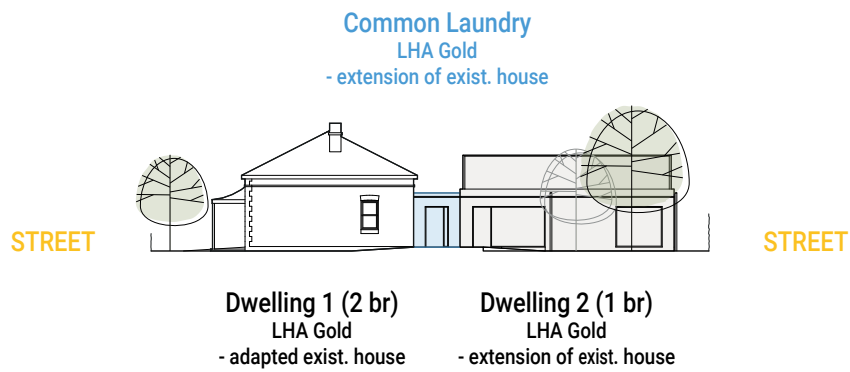 Common Laundry
LHA Gold
- extension of exist. house
STREET
STREET
Dwelling 1 (2 br)
LHA Gold
- adapted exist. house
Dwelling 2 (1 br)
LHA Gold
- extension of exist. house